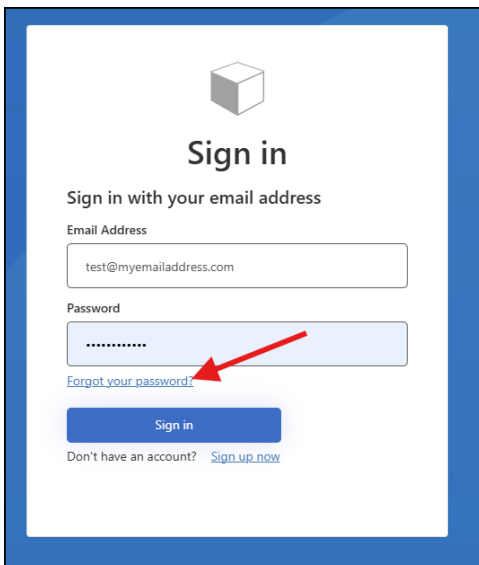 Sign in
Sign in with your email address
Email Address
test@myemailaddress.com
Password
••••••••••••
Forgot your password?
Sign in
Don't have an account? Sign up now